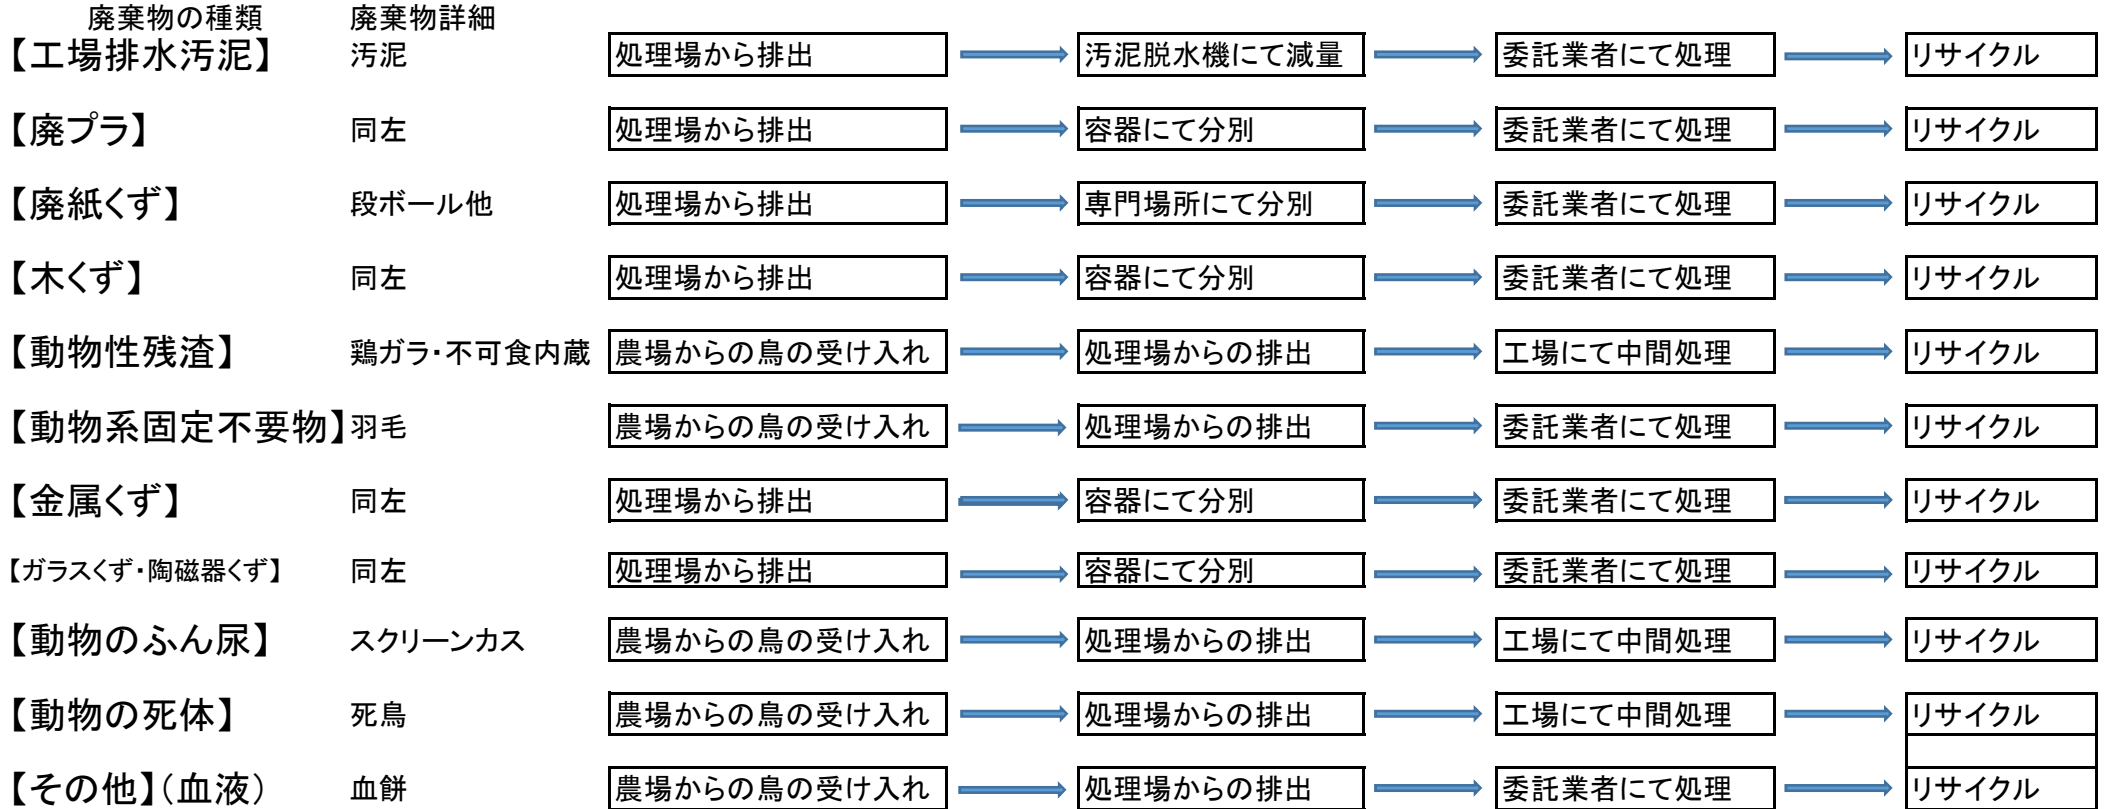 廃棄物の種類 廃棄物詳細
【工場排水汚泥】 汚泥 処理場から排出 汚泥脱水機にて減量 委託業者にて処理 リサイクル
【廃プラ】 同左 処理場から排出 容器にて分別 委託業者にて処理 リサイクル
【廃紙くず】 段ボール他 処理場から排出 専門場所にて分別 委託業者にて処理 リサイクル
【木くず】 同左 処理場から排出 容器にて分別 委託業者にて処理 リサイクル
【動物性残渣】 鶏ガラ・不可食内蔵 農場からの鳥の受け入れ 処理場からの排出 工場にて中間処理 リサイクル
【動物系固定不要物】 羽毛 農場からの鳥の受け入れ 処理場からの排出 委託業者にて処理 リサイクル
【金属くず】 同左 処理場から排出 容器にて分別 委託業者にて処理 リサイクル
【ガラスくず・陶磁器くず】 同左 処理場から排出 容器にて分別 委託業者にて処理 リサイクル
【動物のふん尿】 スクリーンカス 農場からの鳥の受け入れ 処理場からの排出 工場にて中間処理 リサイクル
【動物の死体】 死鳥 農場からの鳥の受け入れ 処理場からの排出 工場にて中間処理 リサイクル
【その他】(血液) 血餅 農場からの鳥の受け入れ 処理場からの排出 委託業者にて処理 リサイクル